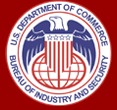 U.S. DEPARTMENT OF COMMERCE
BUREAU OF INDUSTRY AND SECURITY